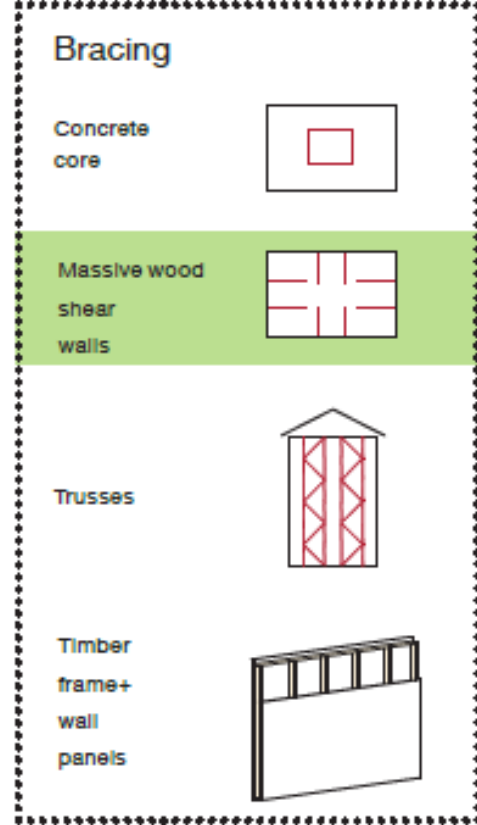 Bracing
Concrete
core
Massive wood
shear
walls
Trusses
Timber
frame+
wall
panels